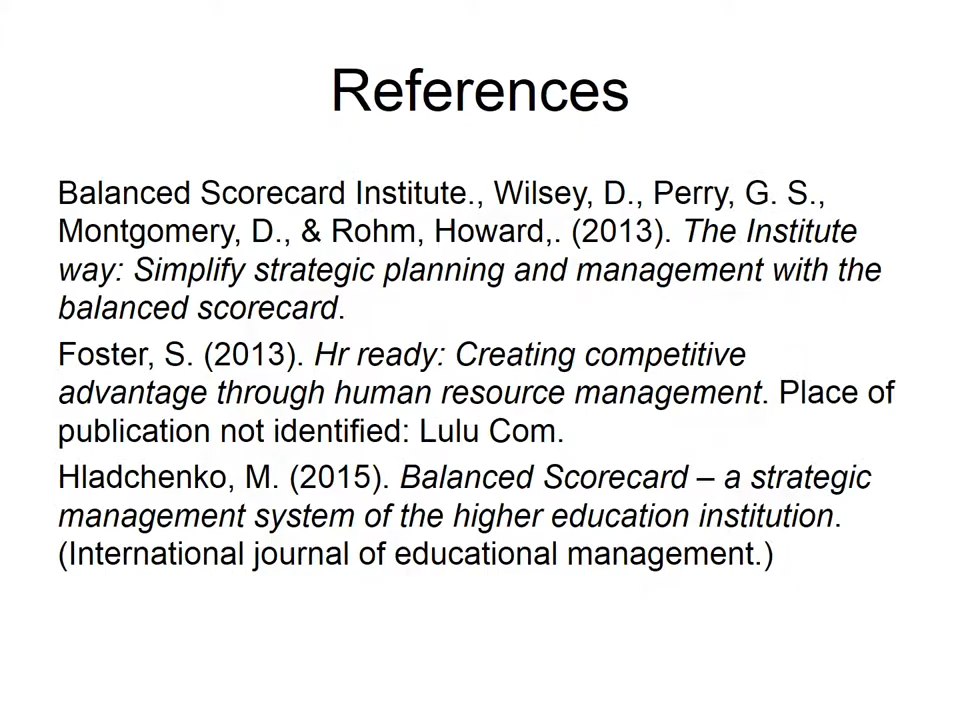 References
Balanced Scorecard Institute., Wilsey, D., Perry, G. S.,
Montgomery, D., & Rohm, Howard,. (2013). The Institute
way: Simplify strategic planning and management with the
balanced scorecard.
Foster, S. (2013). Hr ready: Creating competitive
advantage through human resource management. Place of
publication not identified: Lulu Com.
Hladchenko, M. (2015). Balanced Scorecard – a strategic
management system of the higher education institution.
(International journal of educational management.)